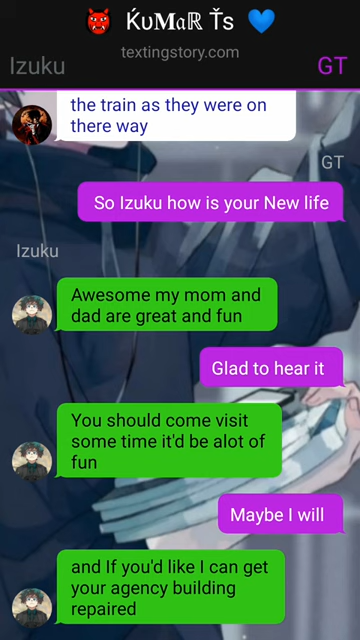 ḰυMαℝ Ťs
textingstory.com
Izuku
GT
the train as they were on
there way
GT
So Izuku how is your New life
Izuku
Awesome my mom and
dad are great and fun
Glad to hear it
You should come visit
some time it'd be alot of
fun
Maybe I will
and If you'd like I can get
your agency building
repaired